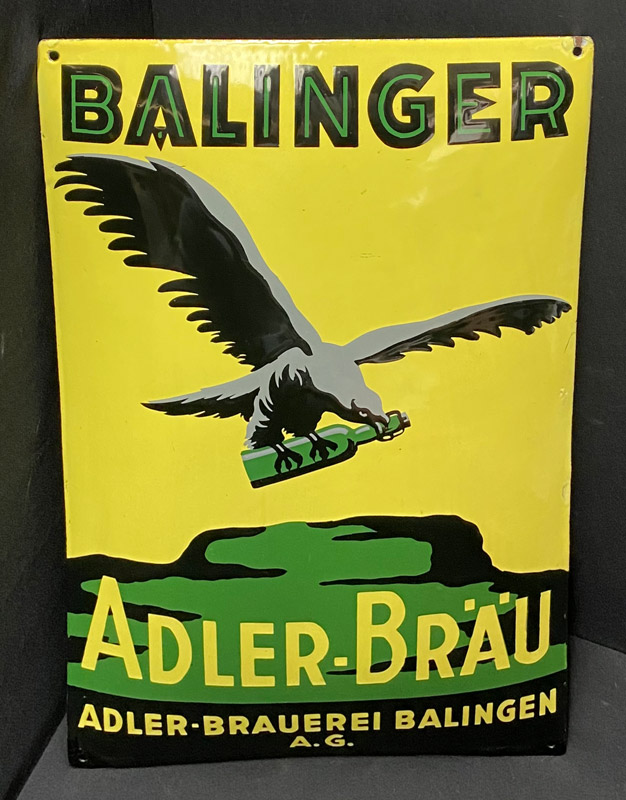 BALINGER
ADLER-BRÄU
ADLER-BRAUEREI BALINGEN
A.G.